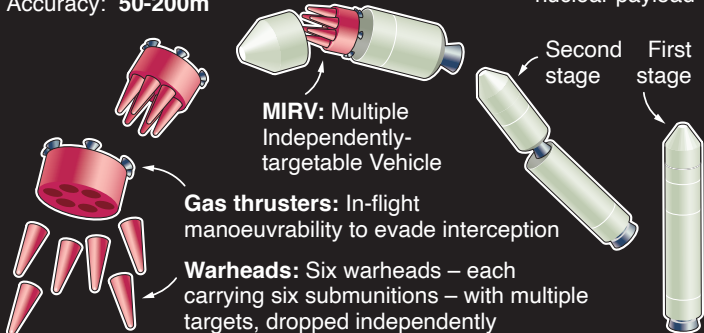 Accuracy: 50-200m
nuclear payload
Second First
stage stage
MIRV: Multiple
Independently-
targetable Vehicle
Gas thrusters: In-flight
manoeuvrability to evade interception
Warheads: Six warheads – each
carrying six submunitions – with multiple
targets, dropped independently